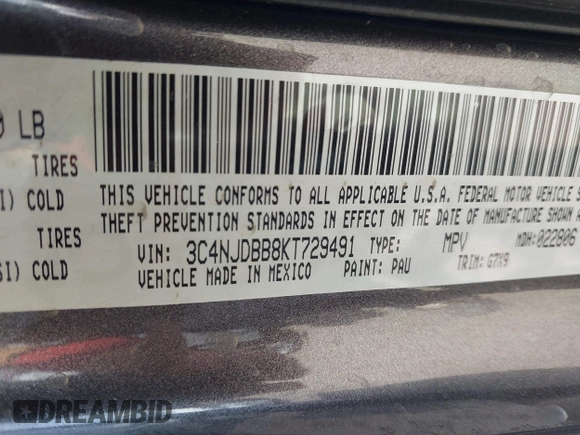 LB
TIRES
COLD
TIRES
COLD
THIS VEHICLE CONFORMS TO ALL APPLICABLE U.S.A. FEDERAL MOTOR VEHICLE
THEFT PREVENTION STANDARDS IN EFFECT ON THE DATE OF MANUFACTURE SHOWN
VIN: 3C4NJDBB8KT729491 TYPE: MPV MDH: 022806
VEHICLE MADE IN MEXICO PAINT: PAU TRIM: G7X9
DREAMBID